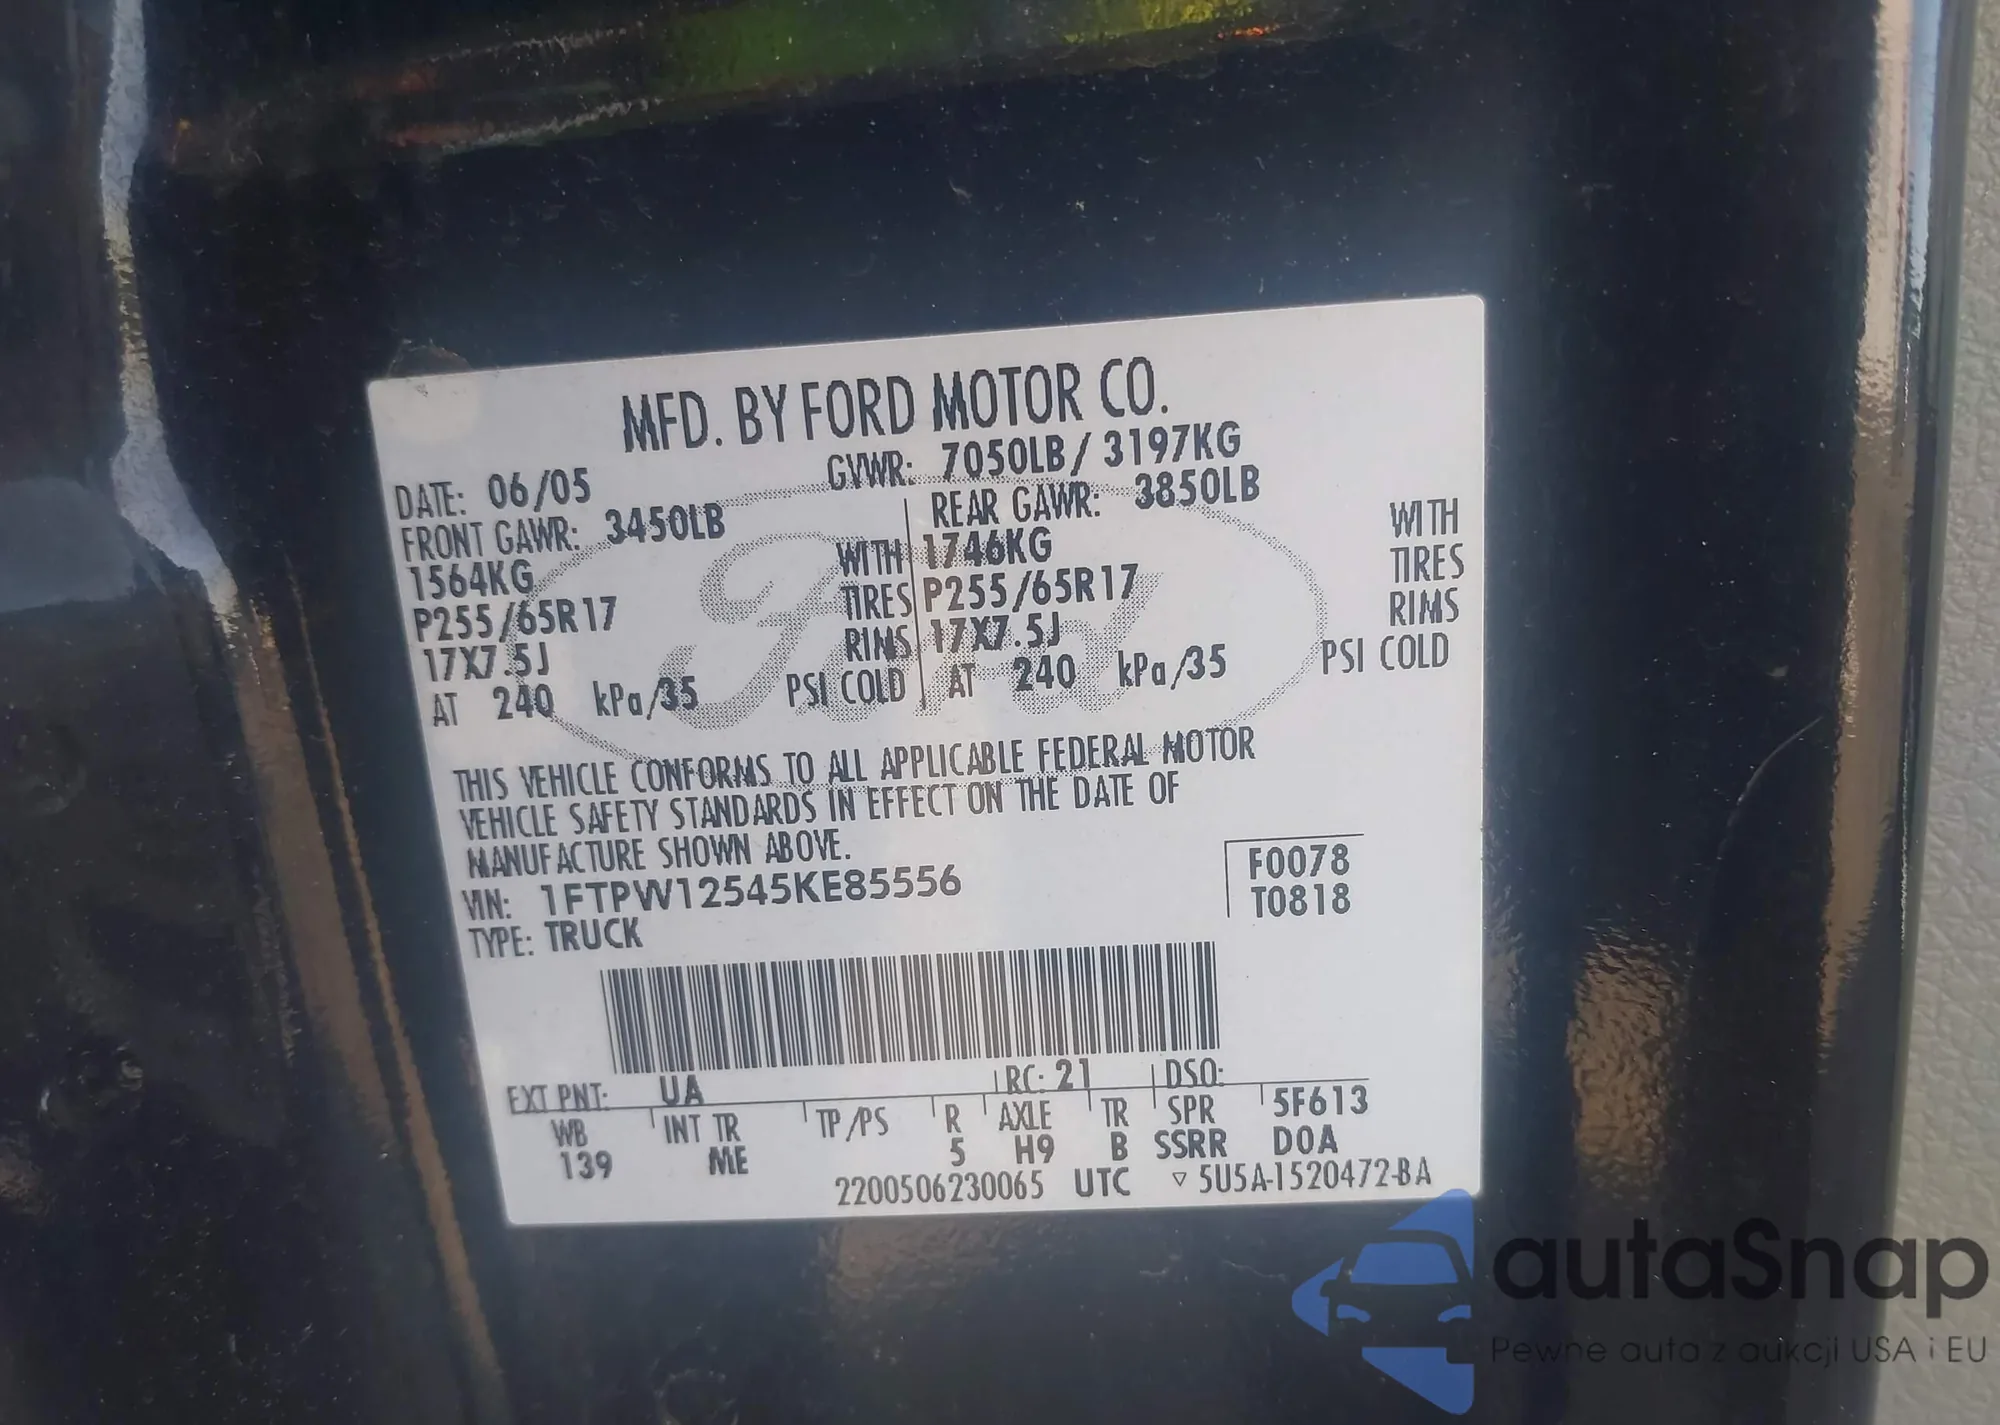 MFD. BY FORD MOTOR CO.
DATE: 06/05 GVWR: 7050LB / 3197KG
FRONT GAWR: 3450LB REAR GAWR: 3850LB
1564KG WITH 1746KG WITH
P255/65R17 TIRES P255/65R17 TIRES
17X7.5J RIMS 17X7.5J RIMS
AT 240 kPa/35 PSI COLD AT 240 kPa/35 PSI COLD
Ford
THIS VEHICLE CONFORMS TO ALL APPLICABLE FEDERAL MOTOR
VEHICLE SAFETY STANDARDS IN EFFECT ON THE DATE OF
MANUFACTURE SHOWN ABOVE.
VIN: 1FTPW12545KE85556 F0078
TYPE: TRUCK T0818
EXT PNT: UA RC: 21 DSO:
WB INT TR TP/PS R AXLE TR SPR 5F613
139 ME 5 H9 B SSRR D0A
2200506230065 UTC ▽ 5U5A-1520472-BA
autaSnap
Pewne auta z aukcji USA i EU